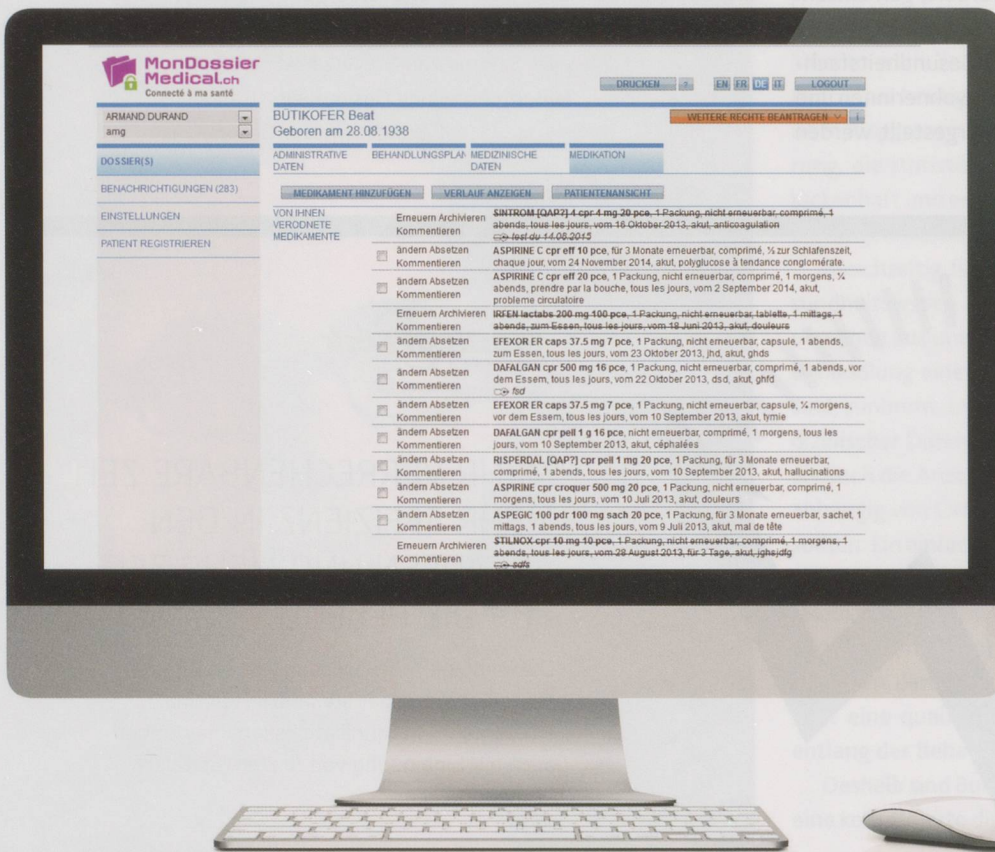 MonDossier
Medical.ch
Connecté à ma santé
DRUCKEN ? EN FR DE IT LOGOUT
ARMAND DURAND
amg
BÜTIKOFER Beat
Geboren am 28.08.1938
WEITERE RECHTE BEANTRAGEN i
DOSSIER(S)
BENACHRICHTIGUNGEN (283)
EINSTELLUNGEN
PATIENT REGISTRIEREN
ADMINISTRATIVE
DATEN
BEHANDLUNGSPLAN
MEDIZINISCHE
DATEN
MEDIKATION
MEDIKAMENT HINZUFÜGEN VERLAUF ANZEIGEN PATIENTENANSICHT
VON IHNEN
VERODNETE
MEDIKAMENTE
Erneuern Archivieren
Kommentieren
SINTROM [QAP?] 4 cpr 4 mg 20 pce, 1 Packung, nicht erneuerbar, comprimé, 1
abends, tous les jours, vom 16 Oktober 2013, akut, anticoagulation
test du 14.08.2015
ändern Absetzen
Kommentieren
ASPIRINE C cpr eff 10 pce, für 3 Monate erneuerbar, comprimé, ½ zur Schlafenszeit,
chaque jour, vom 24 November 2014, akut, polyglucose à tendance conglomérate.
ändern Absetzen
Kommentieren
ASPIRINE C cpr eff 20 pce, 1 Packung, nicht erneuerbar, comprimé, 1 morgens, ¼
abends, prendre par la bouche, tous les jours, vom 2 September 2014, akut,
probleme circulatoire
Erneuern Archivieren
Kommentieren
IRFEN lactabs 200 mg 100 pce, 1 Packung, nicht erneuerbar, tablette, 1 mittags, 1
abends, zum Essen, tous les jours, vom 18 Juni 2013, akut, douleurs
ändern Absetzen
Kommentieren
EFEXOR ER caps 37.5 mg 7 pce, 1 Packung, nicht erneuerbar, capsule, 1 abends,
zum Essen, tous les jours, vom 23 Oktober 2013, jhd, akut, ghds
ändern Absetzen
Kommentieren
DAFALGAN cpr 500 mg 16 pce, 1 Packung, nicht erneuerbar, comprimé, 1 abends, vor
dem Essem, tous les jours, vom 22 Oktober 2013, dsd, akut, ghfd
fsd
ändern Absetzen
Kommentieren
EFEXOR ER caps 37.5 mg 7 pce, 1 Packung, nicht erneuerbar, capsule, ¼ morgens,
vor dem Essem, tous les jours, vom 10 September 2013, akut, tymie
ändern Absetzen
Kommentieren
DAFALGAN cpr pell 1 g 16 pce, nicht erneuerbar, comprimé, 1 morgens, tous les
jours, vom 10 September 2013, akut, céphalées
ändern Absetzen
Kommentieren
RISPERDAL [QAP?] cpr pell 1 mg 20 pce, 1 Packung, für 3 Monate erneuerbar,
comprimé, 1 abends, tous les jours, vom 10 September 2013, akut, hallucinations
ändern Absetzen
Kommentieren
ASPIRINE cpr croquer 500 mg 20 pce, 1 Packung, nicht erneuerbar, comprimé, 1
morgens, tous les jours, vom 10 Juli 2013, akut, douleurs
ändern Absetzen
Kommentieren
ASPEGIC 100 pdr 100 mg sach 20 pce, 1 Packung, für 3 Monate erneuerbar, sachet, 1
mittags, 1 abends, tous les jours, vom 9 Juli 2013, akut, mal de tête
Erneuern Archivieren
Kommentieren
STILNOX cpr 10 mg 10 pce, 1 Packung, nicht erneuerbar, comprimé, 1 morgens, 1
abends, tous les jours, vom 28 August 2013, für 3 Tage, akut, jghsjdfg
sdfs